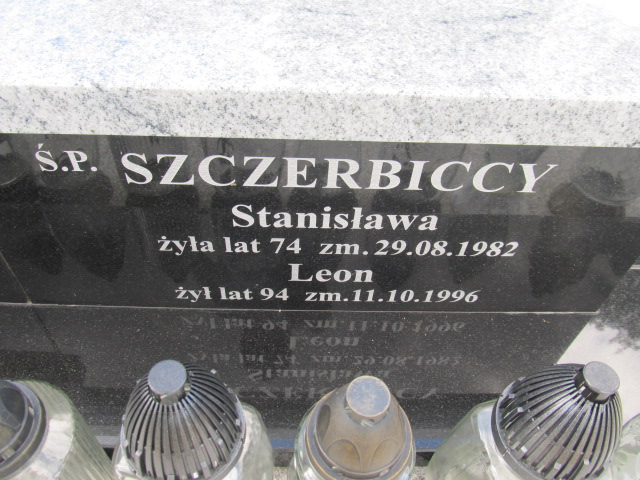 Ś.P. SZCZERBICCY
Stanisława
żyła lat 74 zm.29.08.1982
Leon
żył lat 94 zm.11.10.1996